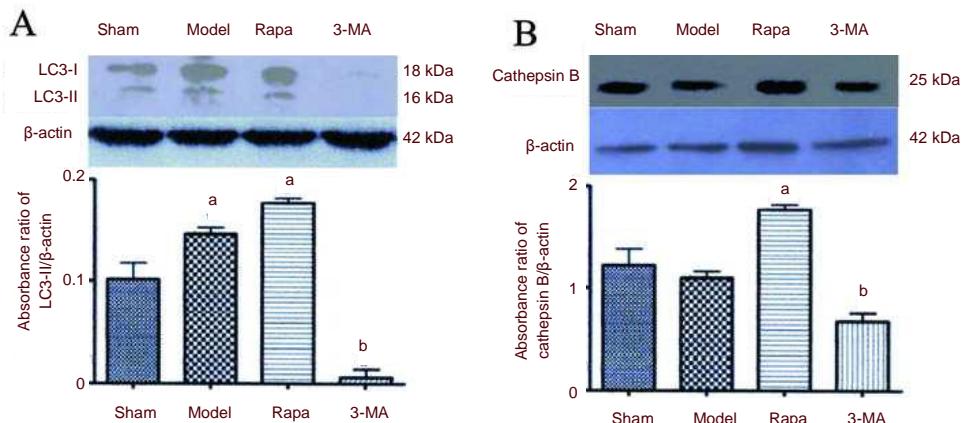 A
Sham Model Rapa 3-MA
LC3-I 18 kDa
LC3-II 16 kDa
β-actin 42 kDa
Absorbance ratio of
LC3-II/β-actin
0.2
0.1
0
a
a
b
Sham Model Rapa 3-MA
B
Sham Model Rapa 3-MA
Cathepsin B 25 kDa
β-actin 42 kDa
Absorbance ratio of
cathepsin B/β-actin
2
1
0
a
b
Sham Model Rapa 3-MA